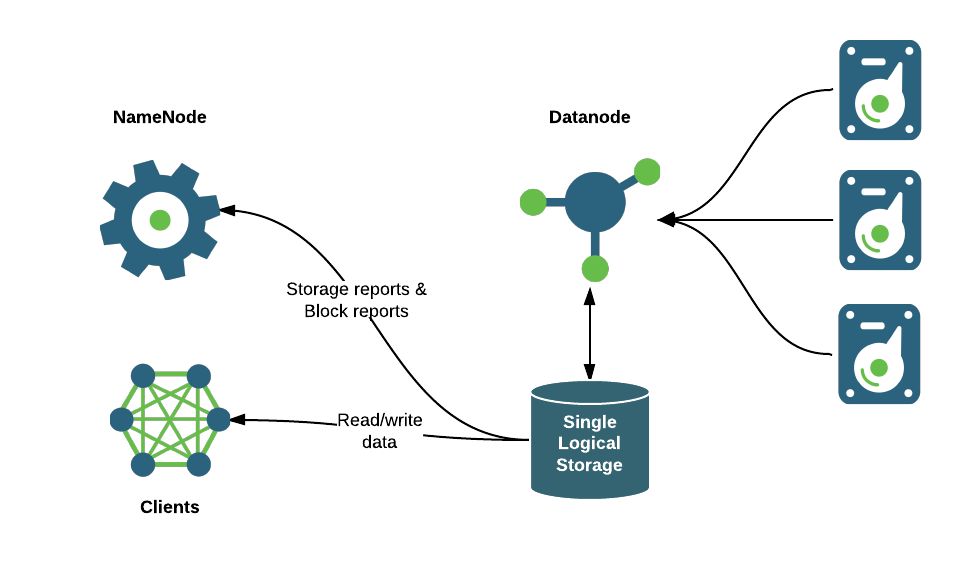 NameNode
Datanode
Storage reports &
Block reports
Read/write
data
Single
Logical
Storage
Clients